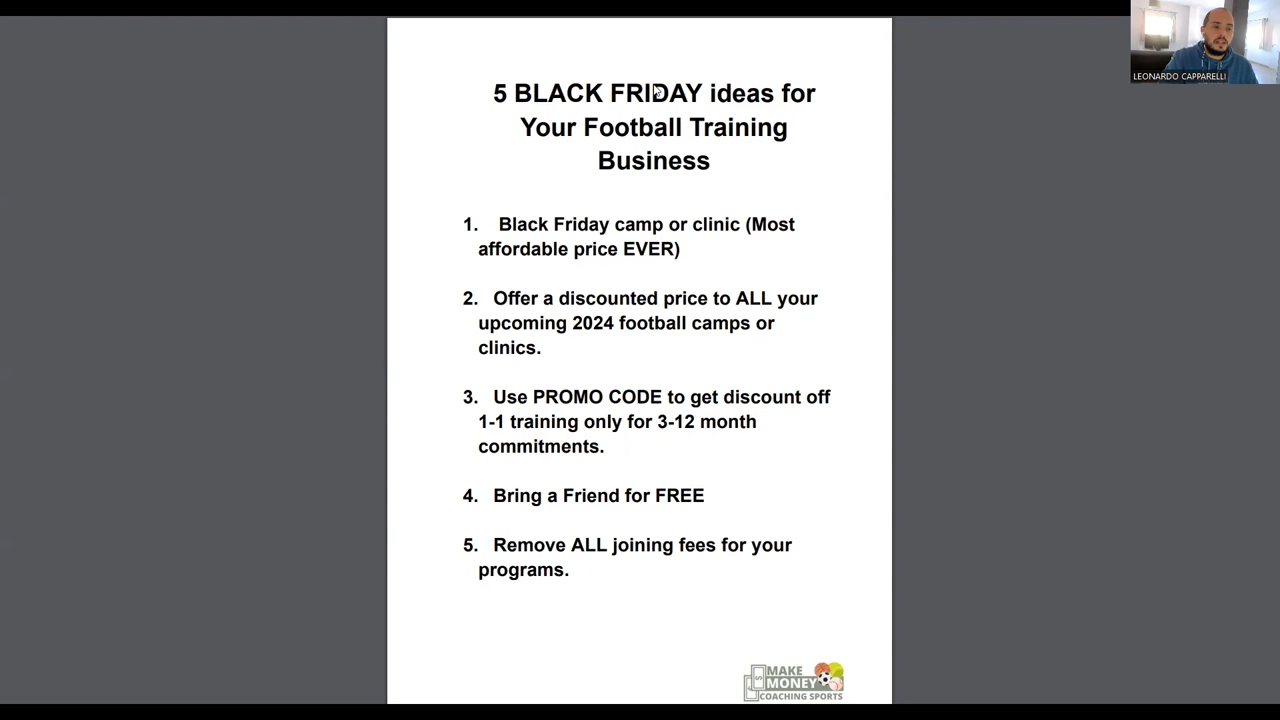 LEONARDO CAPPARELLI
5 BLACK FRIDAY ideas for
Your Football Training
Business
1. Black Friday camp or clinic (Most
affordable price EVER)
2. Offer a discounted price to ALL your
upcoming 2024 football camps or
clinics.
3. Use PROMO CODE to get discount off
1-1 training only for 3-12 month
commitments.
4. Bring a Friend for FREE
5. Remove ALL joining fees for your
programs.
MAKE
MONEY
COACHING SPORTS